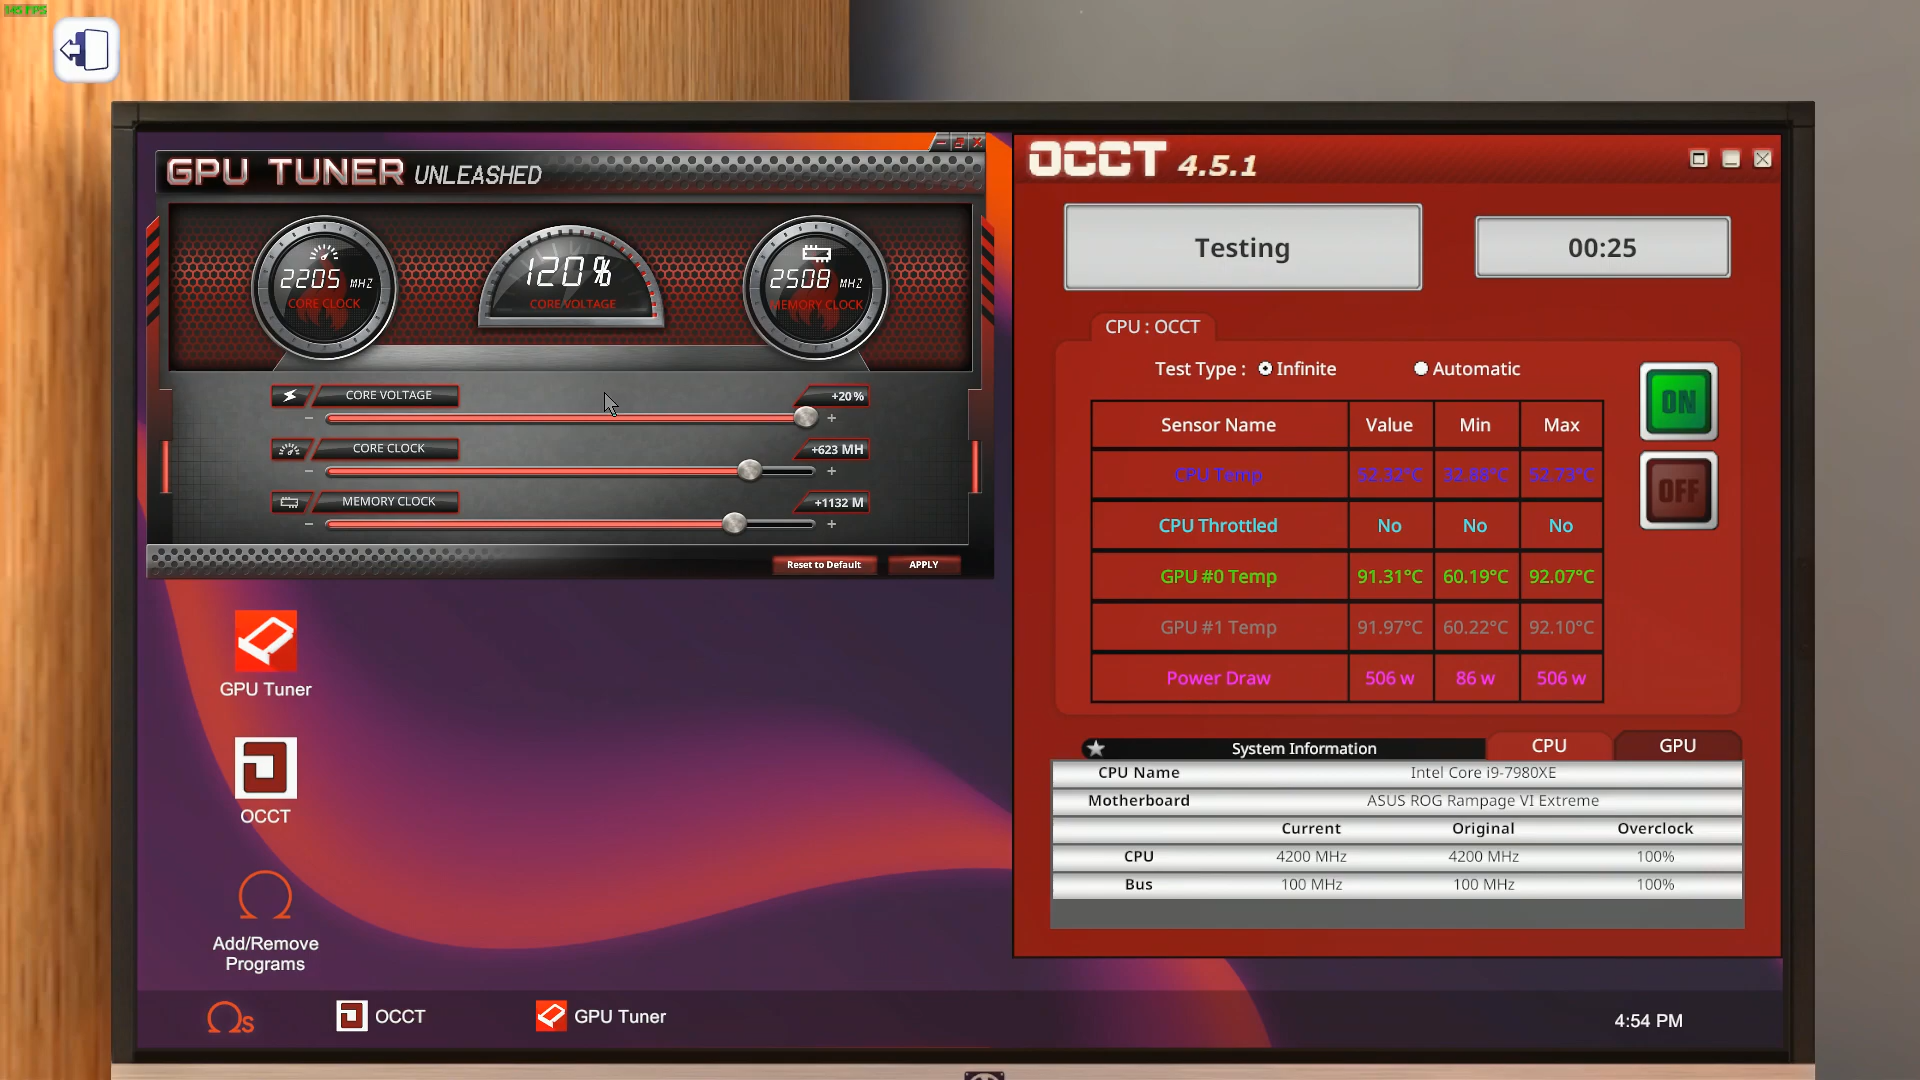 145 FPS
GPU TUNER UNLEASHED
2205 MHZ
CORE CLOCK
120%
CORE VOLTAGE
2508 MHZ
MEMORY CLOCK
CORE VOLTAGE
+20%
CORE CLOCK
+623 MH
MEMORY CLOCK
+1132 M
Reset to Default
APPLY
GPU Tuner
OCCT
Add/Remove
Programs
OCCT 4.5.1
Testing
00:25
CPU : OCCT
Test Type : Infinite Automatic
Sensor Name Value Min Max
CPU Temp 52.32°C 32.88°C 52.73°C
CPU Throttled No No No
GPU #0 Temp 91.31°C 60.19°C 92.07°C
GPU #1 Temp 91.97°C 60.22°C 92.10°C
Power Draw 506 w 86 w 506 w
ON
OFF
System Information
CPU
GPU
CPU Name Intel Core i9-7980XE
Motherboard ASUS ROG Rampage VI Extreme
Current Original Overclock
CPU 4200 MHz 4200 MHz 100%
Bus 100 MHz 100 MHz 100%
Ωs
OCCT
GPU Tuner
4:54 PM